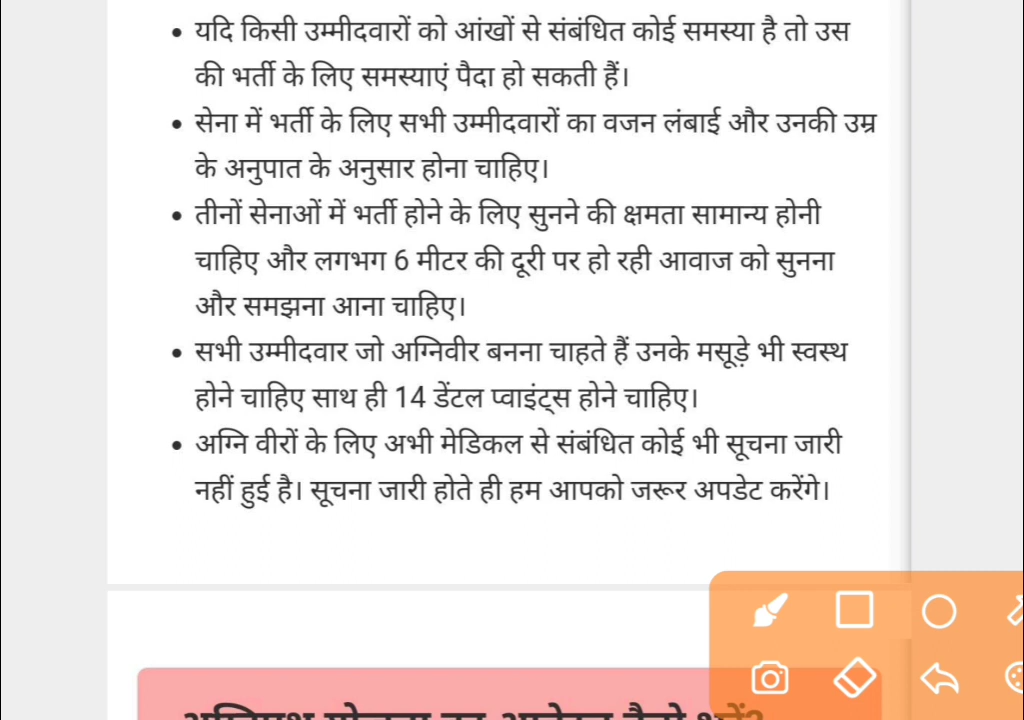 • यदि किसी उम्मीदवारों को आंखों से संबंधित कोई समस्या है तो उस
की भर्ती के लिए समस्याएं पैदा हो सकती हैं।
• सेना में भर्ती के लिए सभी उम्मीदवारों का वजन लंबाई और उनकी उम्र
के अनुपात के अनुसार होना चाहिए।
• तीनों सेनाओं में भर्ती होने के लिए सुनने की क्षमता सामान्य होनी
चाहिए और लगभग 6 मीटर की दूरी पर हो रही आवाज को सुनना
और समझना आना चाहिए।
• सभी उम्मीदवार जो अग्निवीर बनना चाहते हैं उनके मसूड़े भी स्वस्थ
होने चाहिए साथ ही 14 डेंटल प्वाइंट्स होने चाहिए।
• अग्नि वीरों के लिए अभी मेडिकल से संबंधित कोई भी सूचना जारी
नहीं हुई है। सूचना जारी होते ही हम आपको जरूर अपडेट करेंगे।